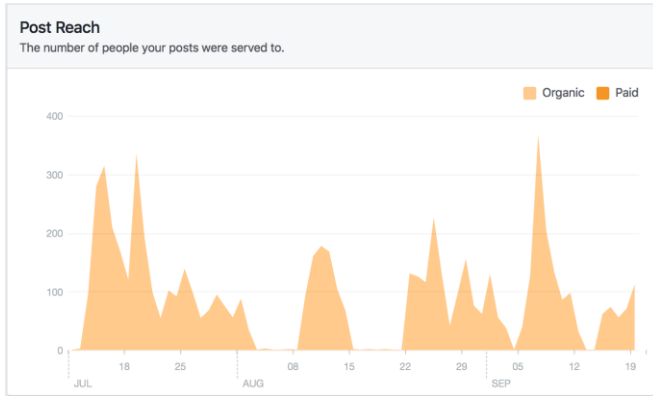 Post Reach
The number of people your posts were served to.
Organic Paid
400
300
200
100
0
18 25 08 15 22 29 05 12 19
JUL AUG SEP